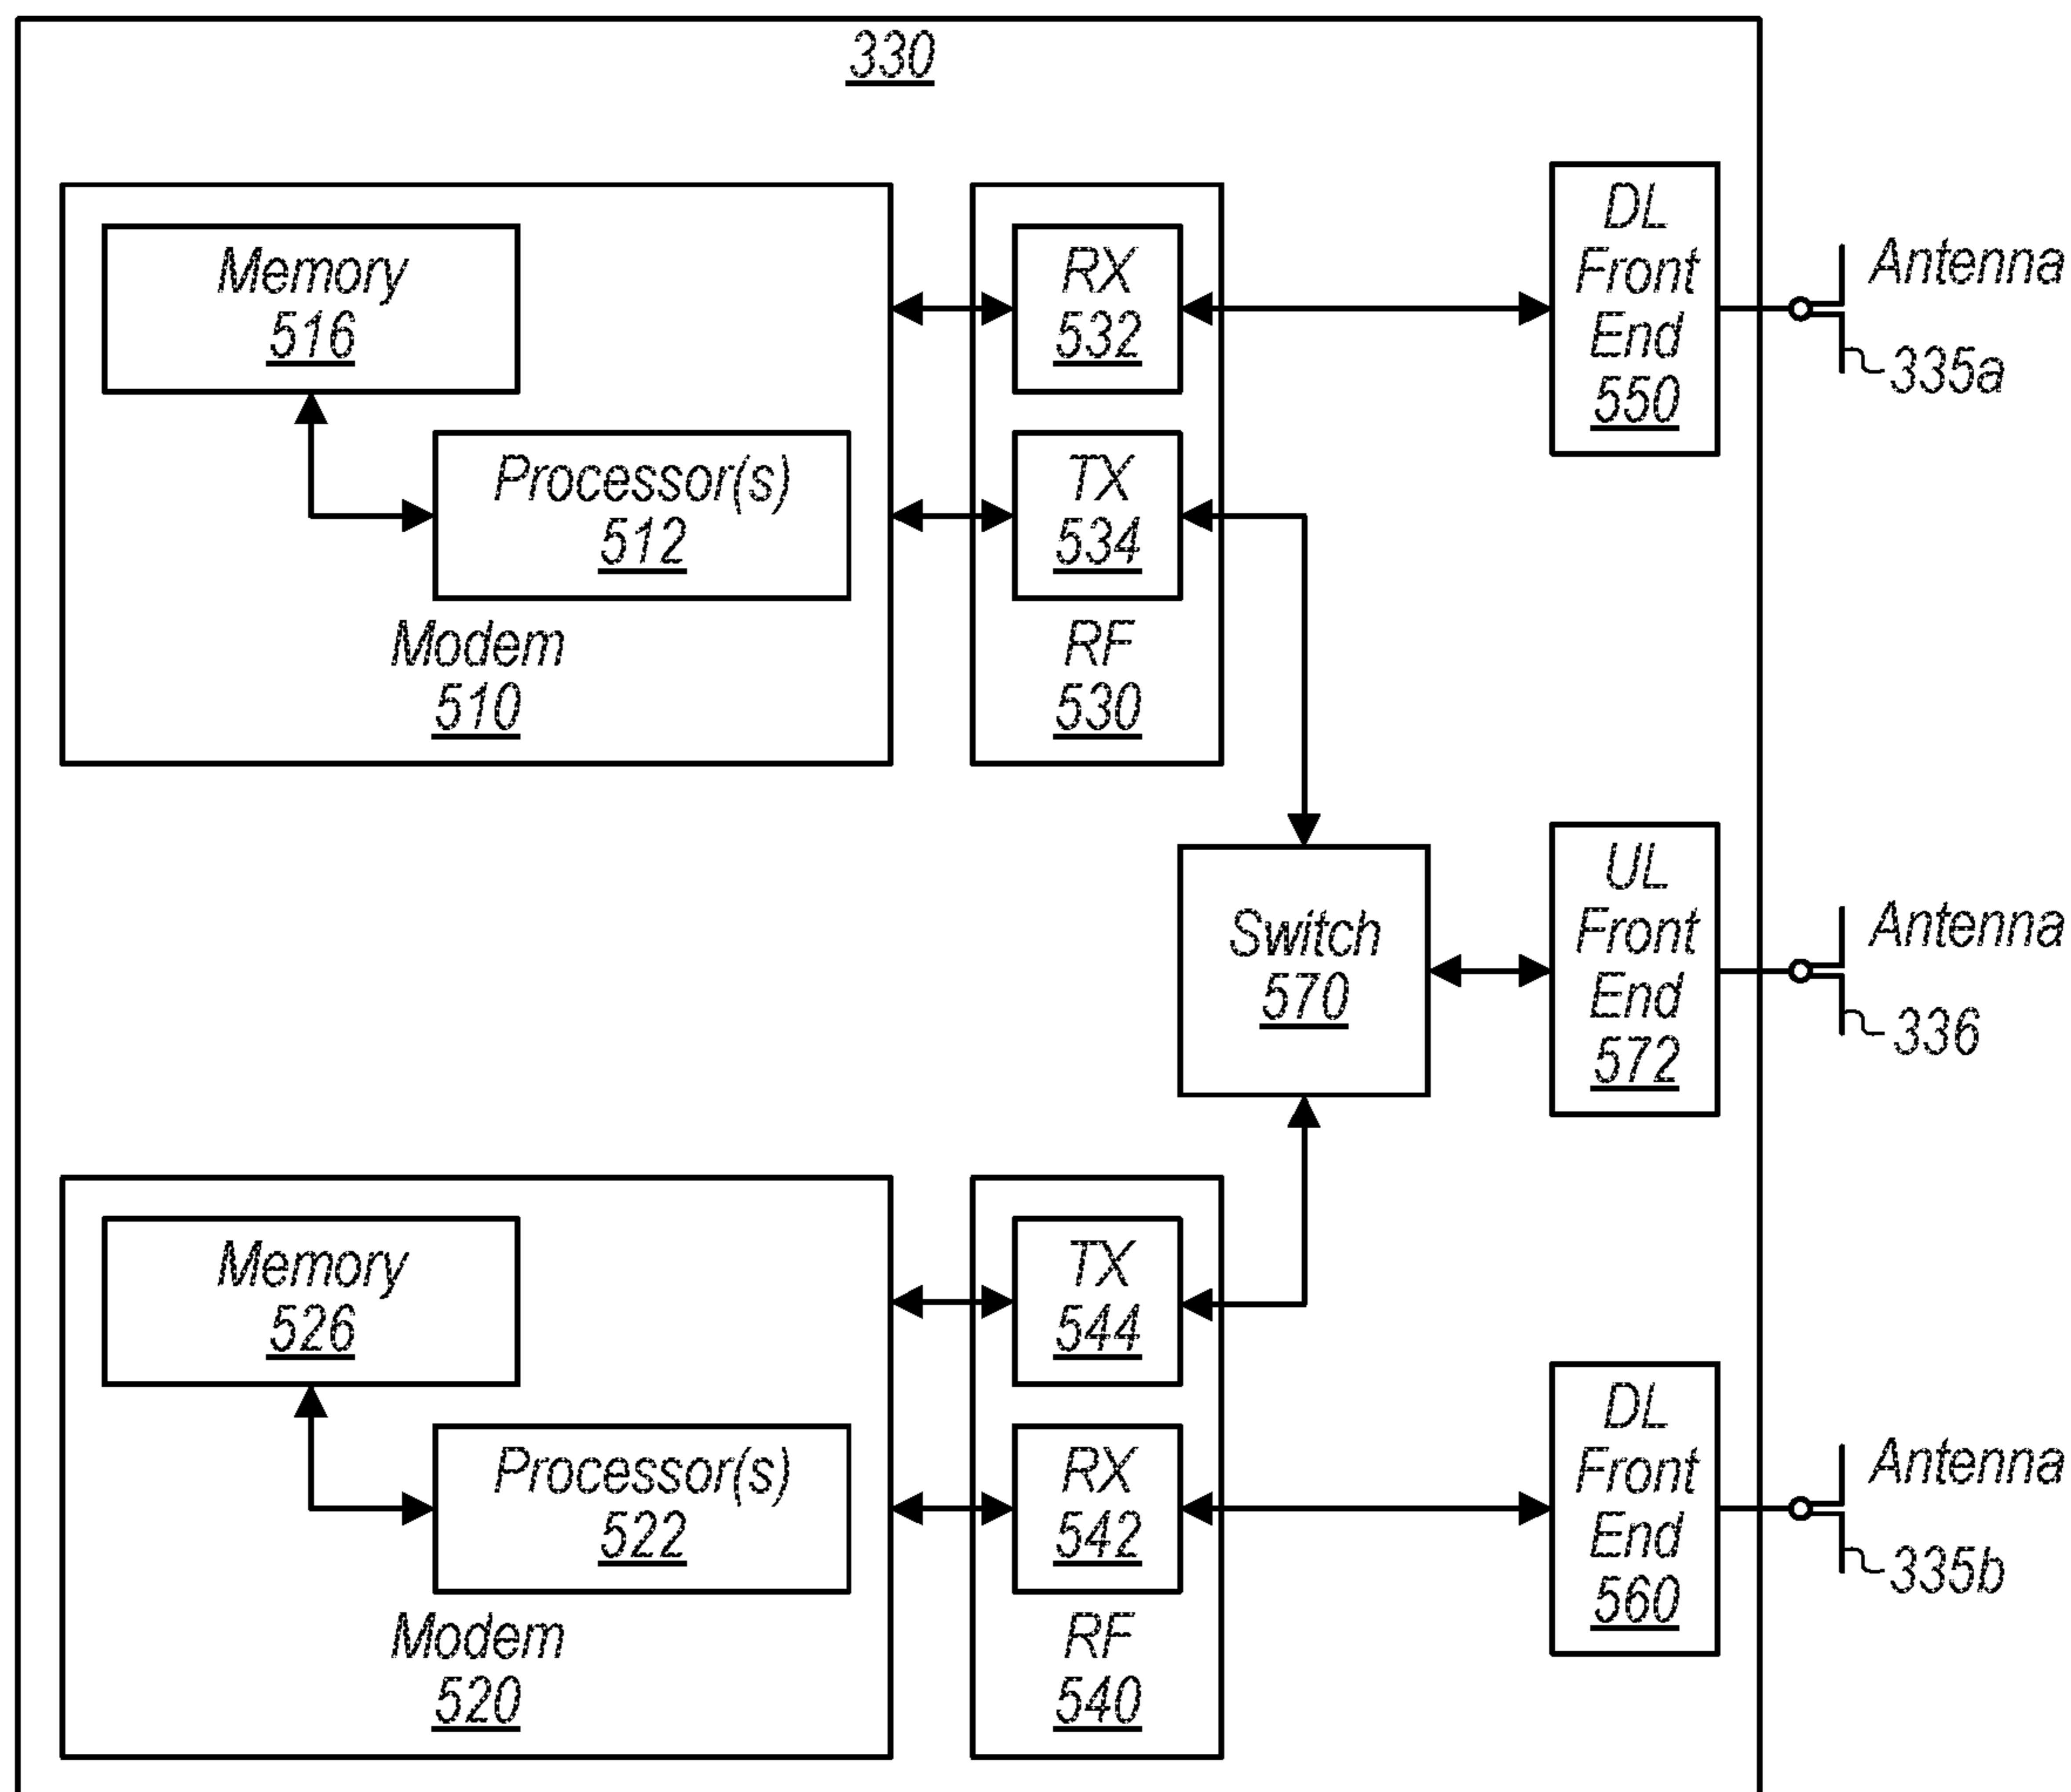 330
Memory
516
Processor(s)
512
Modem
510
RX
532
TX
534
RF
530
DL
Front
End
550
Antenna
335a
Switch
570
UL
Front
End
572
Antenna
336
Memory
526
Processor(s)
522
Modem
520
TX
544
RX
542
RF
540
DL
Front
End
560
Antenna
335b